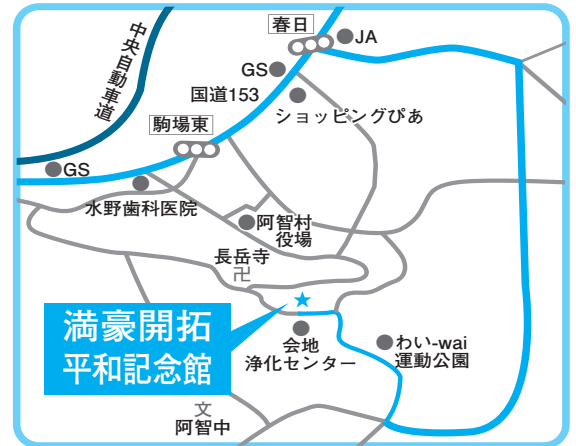 春日
JA
中央自動車道
GS
国道153
ショッピングぴあ
駒場東
GS
水野歯科医院
阿智村
役場
長岳寺
卍
満豪開拓
平和記念館
会地
浄化センター
わい-wai
運動公園
文
阿智中